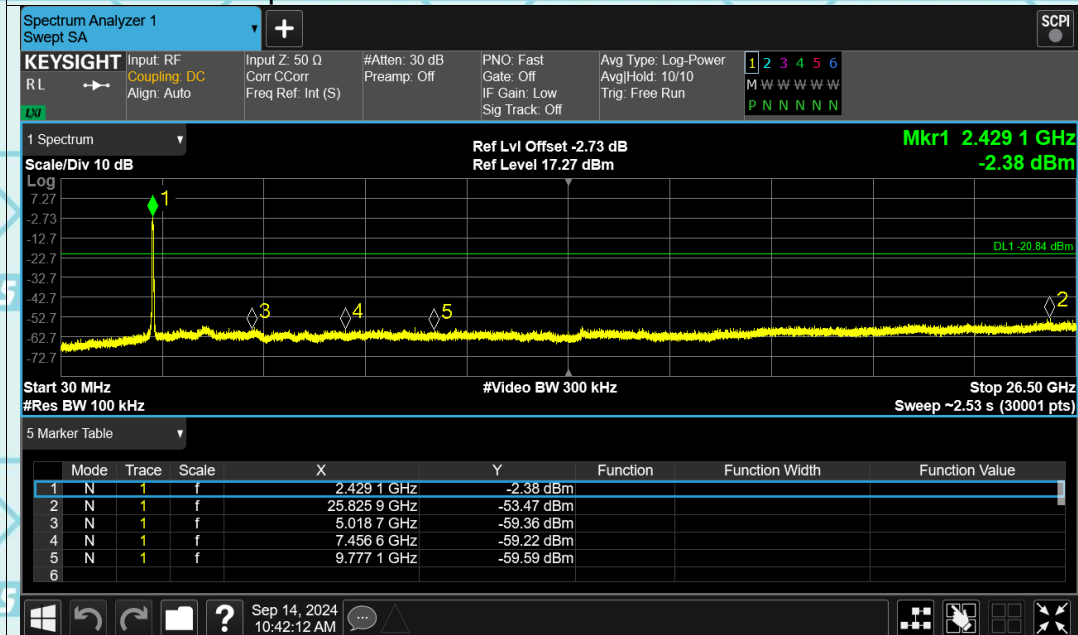 Spectrum Analyzer 1
Swept SA
+
SCPI
KEYSIGHT
RL
LXI
Input: RF
Coupling: DC
Align: Auto
Input Z: 50 Ω
Corr CCorr
Freq Ref: Int (S)
#Atten: 30 dB
Preamp: Off
PNO: Fast
Gate: Off
IF Gain: Low
Sig Track: Off
Avg Type: Log-Power
Avg|Hold: 10/10
Trig: Free Run
1 2 3 4 5 6
M W W W W W
P N N N N N
1 Spectrum
Scale/Div 10 dB
Ref Lvl Offset -2.73 dB
Ref Level 17.27 dBm
Mkr1 2.429 1 GHz
-2.38 dBm
Log
7.27
-2.73
-12.7
-22.7
-32.7
-42.7
-52.7
-62.7
-72.7
1
DL1 -20.84 dBm
2
3
4
5
Start 30 MHz
#Video BW 300 kHz
Stop 26.50 GHz
#Res BW 100 kHz
Sweep ~2.53 s (30001 pts)
5 Marker Table
Mode Trace Scale X Y Function Function Width Function Value
1 N 1 f 2.429 1 GHz -2.38 dBm
2 N 1 f 25.825 9 GHz -53.47 dBm
3 N 1 f 5.018 7 GHz -59.36 dBm
4 N 1 f 7.456 6 GHz -59.22 dBm
5 N 1 f 9.777 1 GHz -59.59 dBm
6
?
Sep 14, 2024
10:42:12 AM